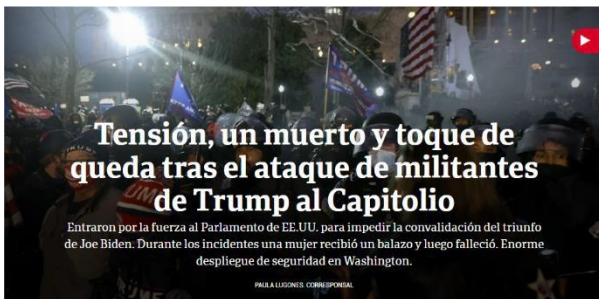 Tensión, un muerto y toque de
queda tras el ataque de militantes
de Trump al Capitolio
Entraron por la fuerza al Parlamento de EE.UU. para impedir la convalidación del triunfo
de Joe Biden. Durante los incidentes una mujer recibió un balazo y luego falleció. Enorme
despliegue de seguridad en Washington.
PAULA LUGONES. CORRESPONSAL